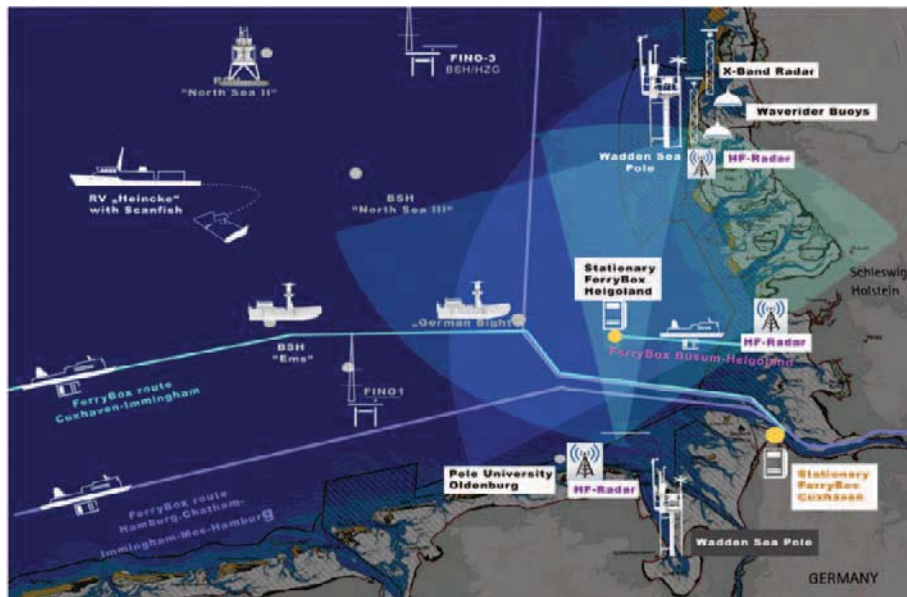 "North Sea II"
FINO-3
BSH/HZG
X-Band Radar
Waverider Buoys
Wadden Sea
Pole
HF-Radar
RV „Heincke"
with Scanfish
BSH
"North Sea III"
Stationary
FerryBox
Helgoland
Schleswig
Holstein
„German Bight"
BSH
"Ems"
HF-Radar
FerryBox Büsum-Helgoland
FerryBox route
Cuxhaven-Immingham
FINO1
Pole University
Oldenburg
HF-Radar
Stationary
FerryBox
Cuxhaven
FerryBox route
Hamburg-Chatham-
Immingham-Mos-Hamburg
Wadden Sea Pole
GERMANY